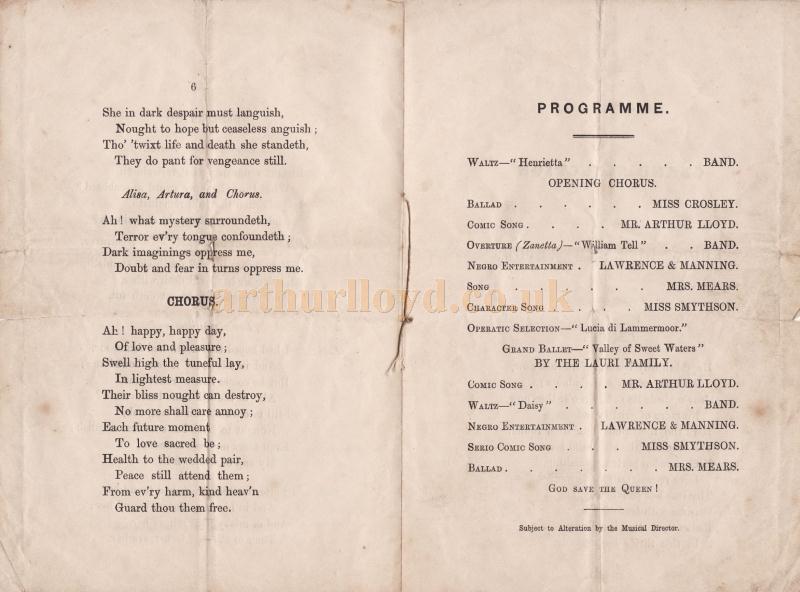 6
She in dark despair must languish,
Nought to hope but ceaseless anguish ;
Tho' 'twixt life and death she standeth,
They do pant for vengeance still.
Alisa, Artura, and Chorus.
Ah! what mystery surroundeth,
Terror ev'ry tongue confoundeth ;
Dark imaginings oppress me,
Doubt and fear in turns oppress me.
CHORUS.
Ah! happy, happy day,
Of love and pleasure ;
Swell high the tuneful lay,
In lightest measure.
Their bliss nought can destroy,
No more shall care annoy ;
Each future moment
To love sacred be ;
Health to the wedded pair,
Peace still attend them ;
From ev'ry harm, kind heav'n
Guard thou them free.
PROGRAMME.
WALTZ—"Henrietta" . . . . . BAND.
OPENING CHORUS.
BALLAD . . . . . . MISS CROSLEY.
COMIC SONG . . . . MR. ARTHUR LLOYD.
OVERTURE (Zanetta)—"William Tell" . . BAND.
NEGRO ENTERTAINMENT . LAWRENCE & MANNING.
SONG . . . . . . MRS. MEARS.
CHARACTER SONG . . . . MISS SMYTHSON.
OPERATIC SELECTION—"Lucia di Lammermoor."
GRAND BALLET—"Valley of Sweet Waters"
BY THE LAURI FAMILY.
COMIC SONG . . . . MR. ARTHUR LLOYD.
WALTZ—"Daisy" . . . . . . BAND.
NEGRO ENTERTAINMENT . LAWRENCE & MANNING.
SERIO COMIC SONG . . . MISS SMYTHSON.
BALLAD . . . . . . . MRS. MEARS.
GOD SAVE THE QUEEN !
Subject to Alteration by the Musical Director.
arthurlloyd.co.uk